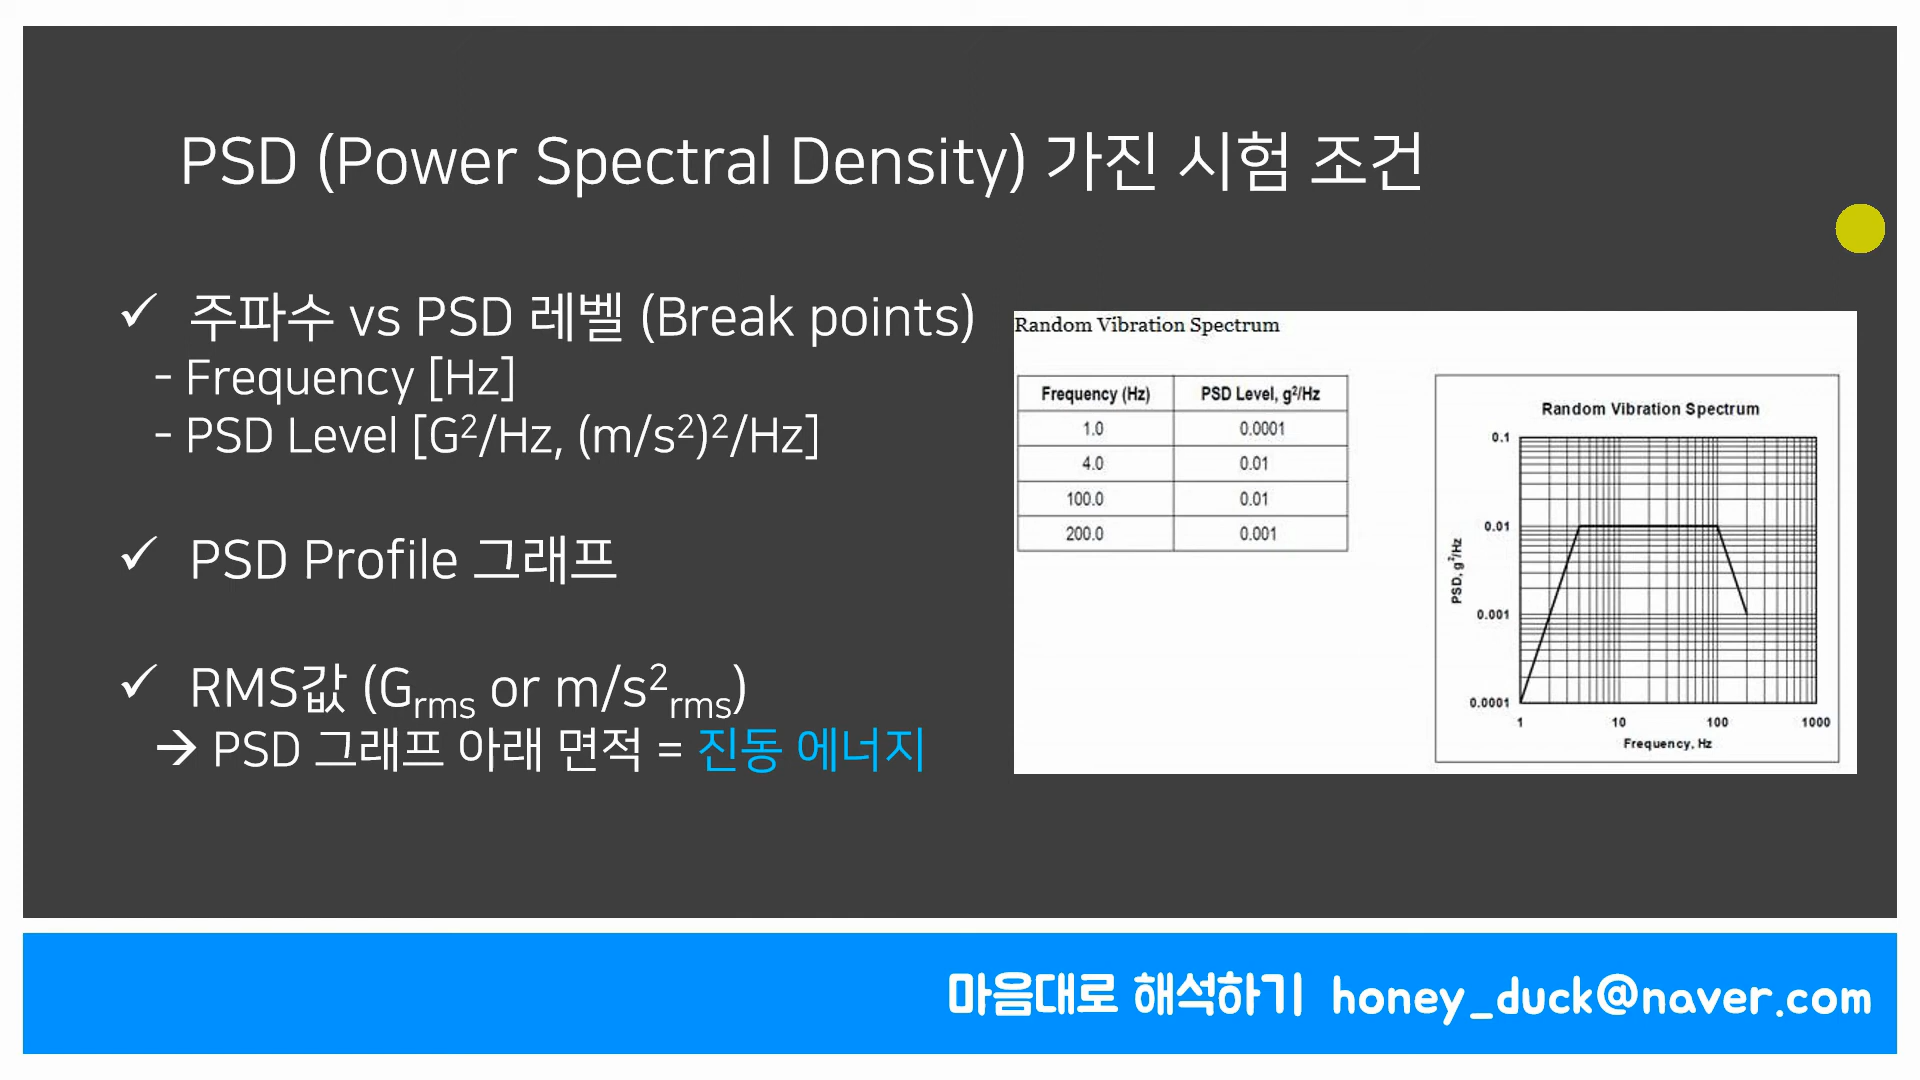 PSD (Power Spectral Density) 가진 시험 조건
✓ 주파수 vs PSD 레벨 (Break points)
- Frequency [Hz]
- PSD Level [G²/Hz, (m/s²)²/Hz]
✓ PSD Profile 그래프
✓ RMS값 (Grms or m/s²rms)
→ PSD 그래프 아래 면적 = 진동 에너지
Random Vibration Spectrum
Frequency (Hz) PSD Level, g²/Hz
1.0 0.0001
4.0 0.01
100.0 0.01
200.0 0.001
Random Vibration Spectrum
0.1
0.01
0.001
0.0001
PSD, g²/Hz
1 10 100 1000
Frequency, Hz
마음대로 해석하기 honey_duck@naver.com